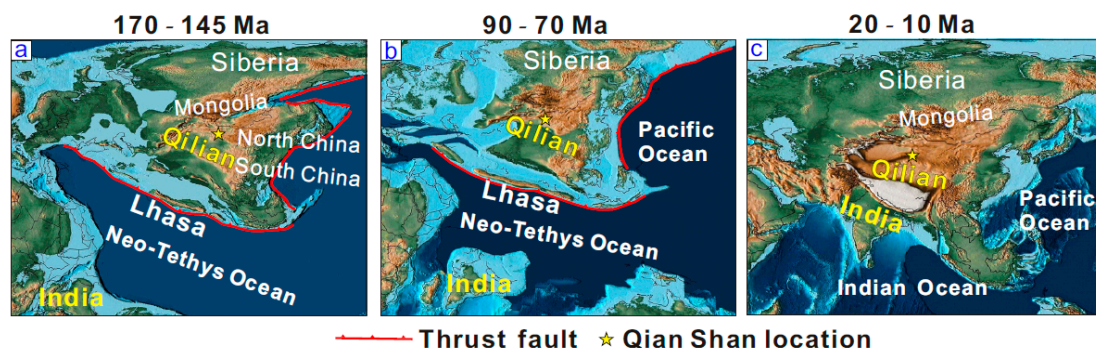 170 - 145 Ma
90 - 70 Ma
20 - 10 Ma
a
Siberia
Mongolia
Qilian
North China
South China
Lhasa
Neo-Tethys Ocean
India
b
Siberia
Qilian
Pacific
Ocean
Lhasa
Neo-Tethys Ocean
India
c
Siberia
Mongolia
Qilian
India
Pacific
Ocean
Indian Ocean
Thrust fault
Qian Shan location